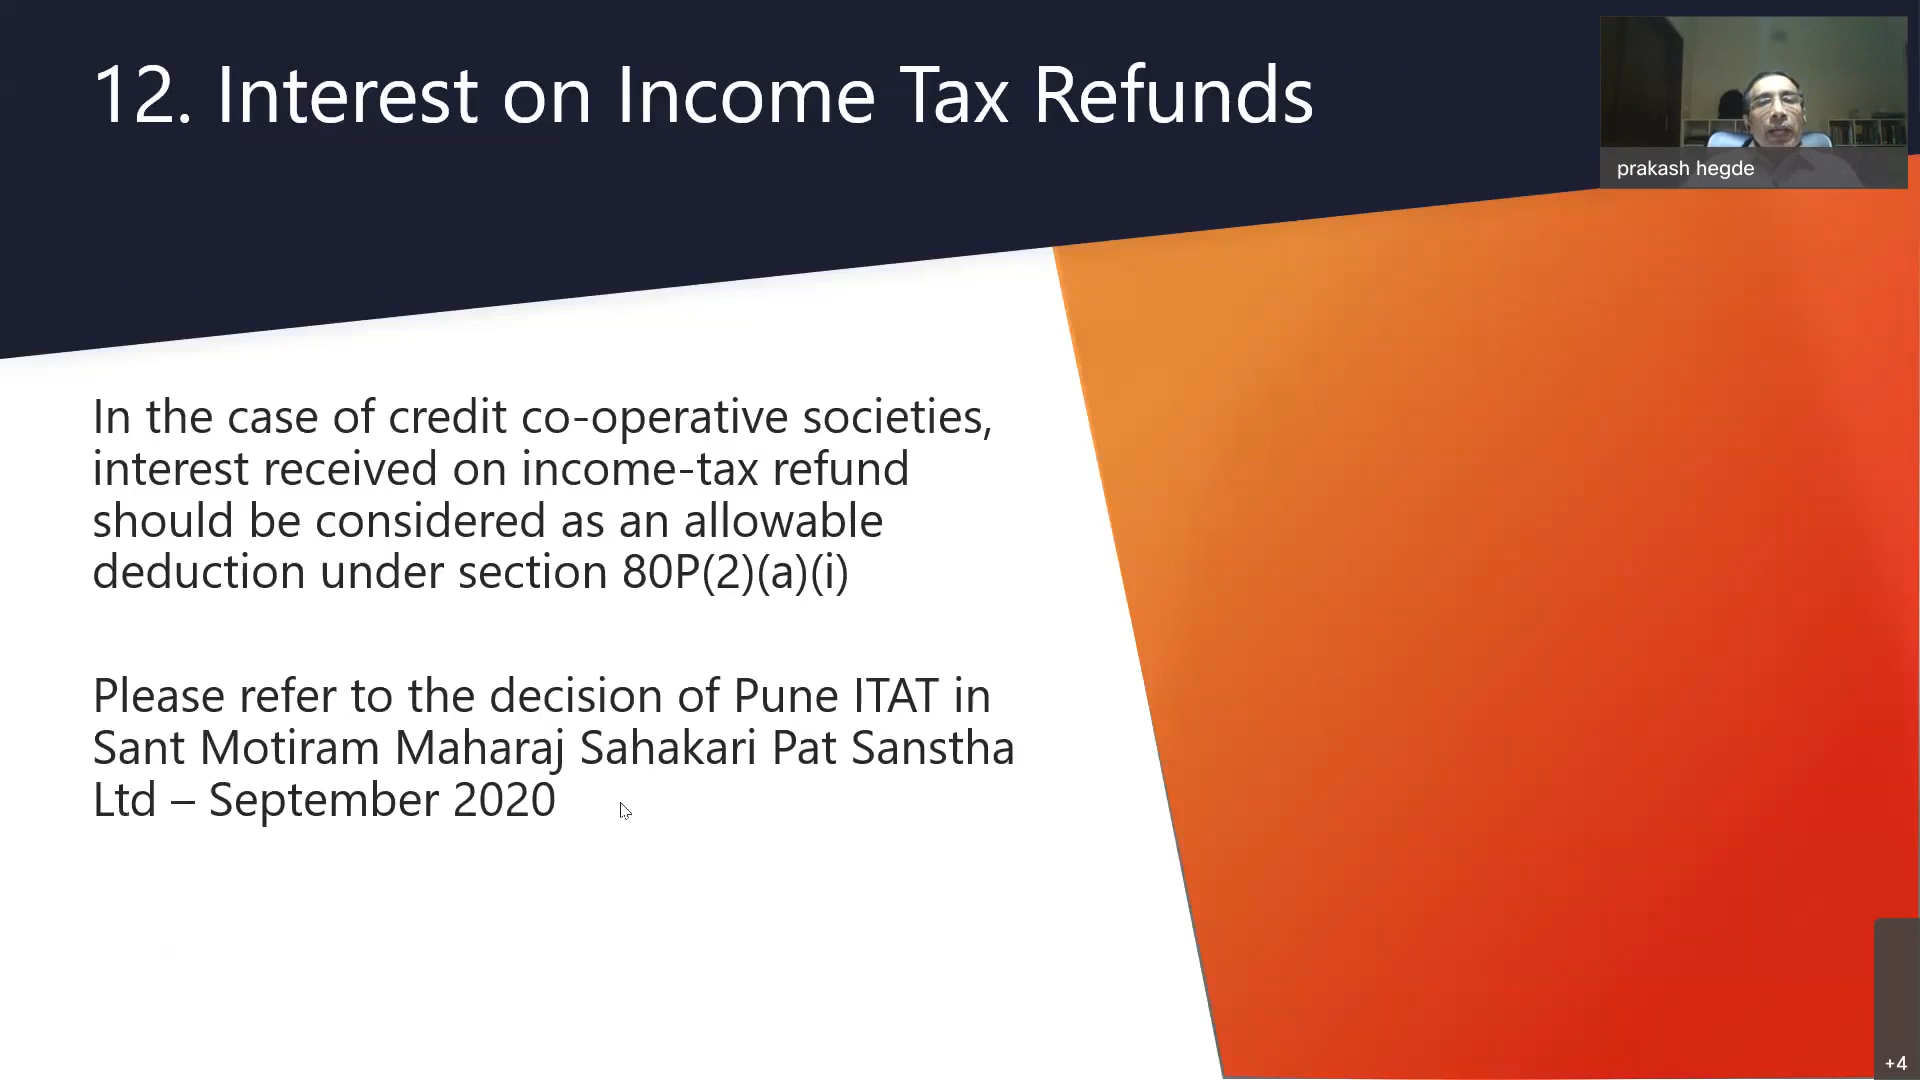 12. Interest on Income Tax Refunds
prakash hegde
In the case of credit co-operative societies,
interest received on income-tax refund
should be considered as an allowable
deduction under section 80P(2)(a)(i)
Please refer to the decision of Pune ITAT in
Sant Motiram Maharaj Sahakari Pat Sanstha
Ltd – September 2020
+4